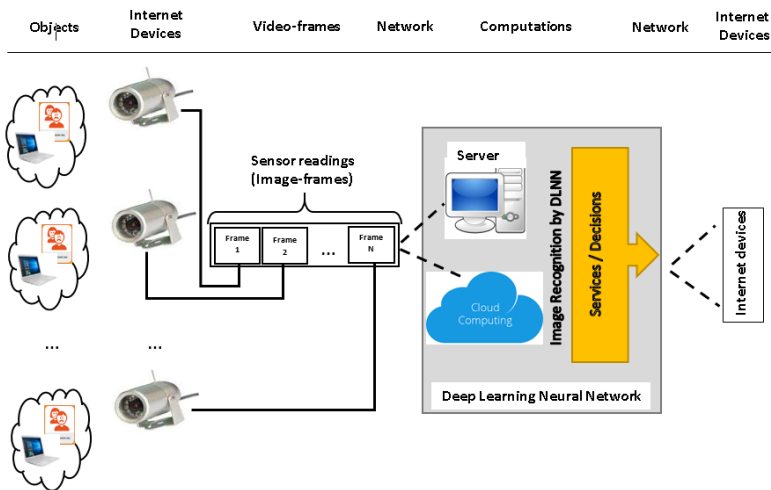 Objects
Internet
Devices
Video-frames
Network
Computations
Network
Internet
Devices
Sensor readings
(Image-frames)
Frame
1
Frame
2
...
Frame
N
Server
Cloud
Computing
Image Recognition by DLNN
Services / Decisions
Internet devices
...
...
Deep Learning Neural Network